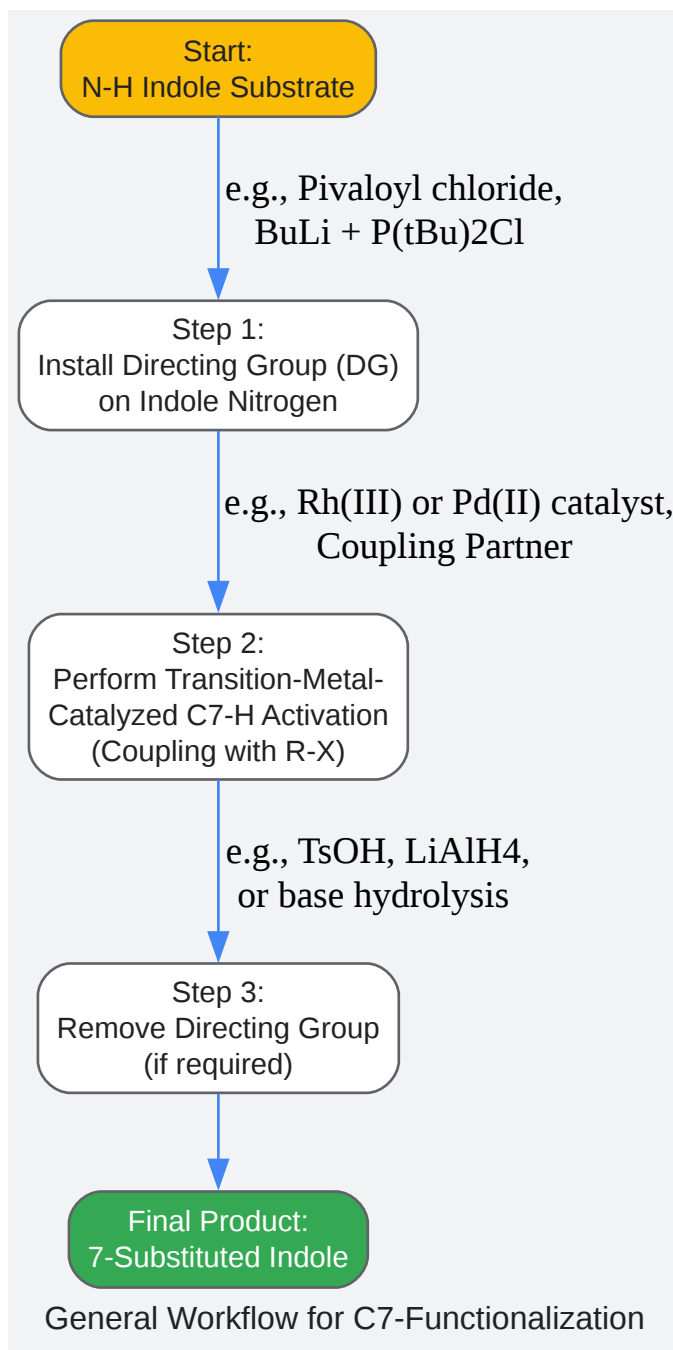 Start:
N-H Indole Substrate
e.g., Pivaloyl chloride,
BuLi + P(tBu)2Cl
Step 1:
Install Directing Group (DG)
on Indole Nitrogen
e.g., Rh(III) or Pd(II) catalyst,
Coupling Partner
Step 2:
Perform Transition-Metal-
Catalyzed C7-H Activation
(Coupling with R-X)
e.g., TsOH, LiAlH4,
or base hydrolysis
Step 3:
Remove Directing Group
(if required)
Final Product:
7-Substituted Indole
General Workflow for C7-Functionalization